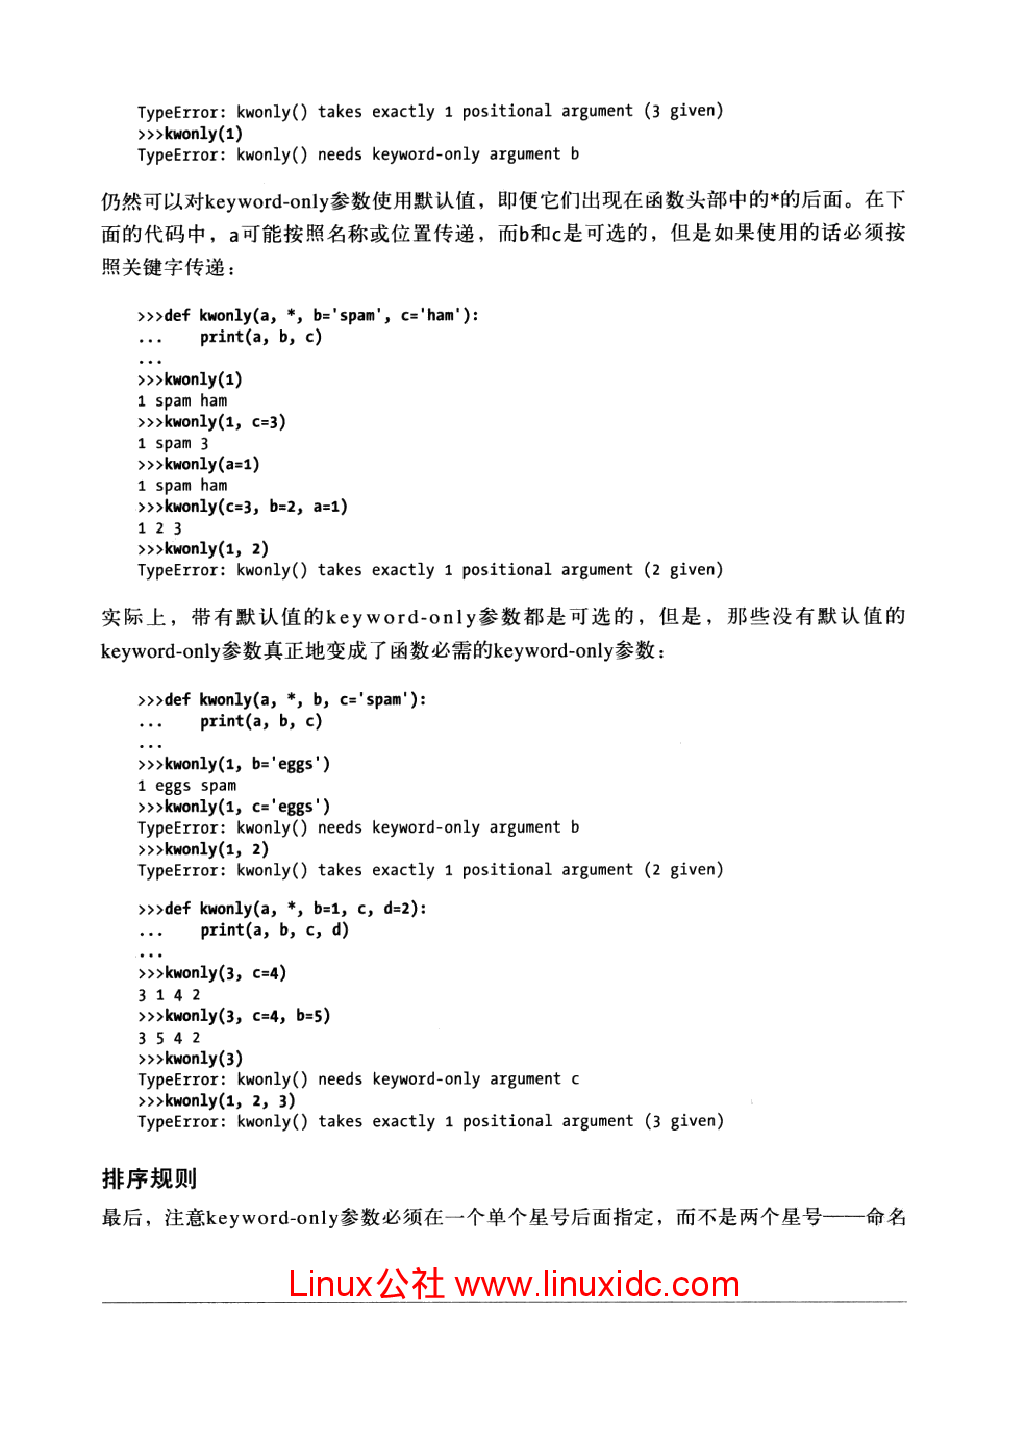 TypeError: kwonly() takes exactly 1 positional argument (3 given)
>>>kwonly(1)
TypeError: kwonly() needs keyword-only argument b
仍然可以对keyword-only参数使用默认值，即便它们出现在函数头部中的*的后面。在下
面的代码中，a可能按照名称或位置传递，而b和c是可选的，但是如果使用的话必须按
照关键字传递：
>>>def kwonly(a, *, b='spam', c='ham'):
...    print(a, b, c)
...
>>>kwonly(1)
1 spam ham
>>>kwonly(1, c=3)
1 spam 3
>>>kwonly(a=1)
1 spam ham
>>>kwonly(c=3, b=2, a=1)
1 2 3
>>>kwonly(1, 2)
TypeError: kwonly() takes exactly 1 positional argument (2 given)
实际上，带有默认值的keyword-only参数都是可选的，但是，那些没有默认值的
keyword-only参数真正地变成了函数必需的keyword-only参数：
>>>def kwonly(a, *, b, c='spam'):
...    print(a, b, c)
...
>>>kwonly(1, b='eggs')
1 eggs spam
>>>kwonly(1, c='eggs')
TypeError: kwonly() needs keyword-only argument b
>>>kwonly(1, 2)
TypeError: kwonly() takes exactly 1 positional argument (2 given)
>>>def kwonly(a, *, b=1, c, d=2):
...    print(a, b, c, d)
...
>>>kwonly(3, c=4)
3 1 4 2
>>>kwonly(3, c=4, b=5)
3 5 4 2
>>>kwonly(3)
TypeError: kwonly() needs keyword-only argument c
>>>kwonly(1, 2, 3)
TypeError: kwonly() takes exactly 1 positional argument (3 given)
排序规则
最后，注意keyword-only参数必须在一个单个星号后面指定，而不是两个星号——命名
Linux公社 www.linuxidc.com